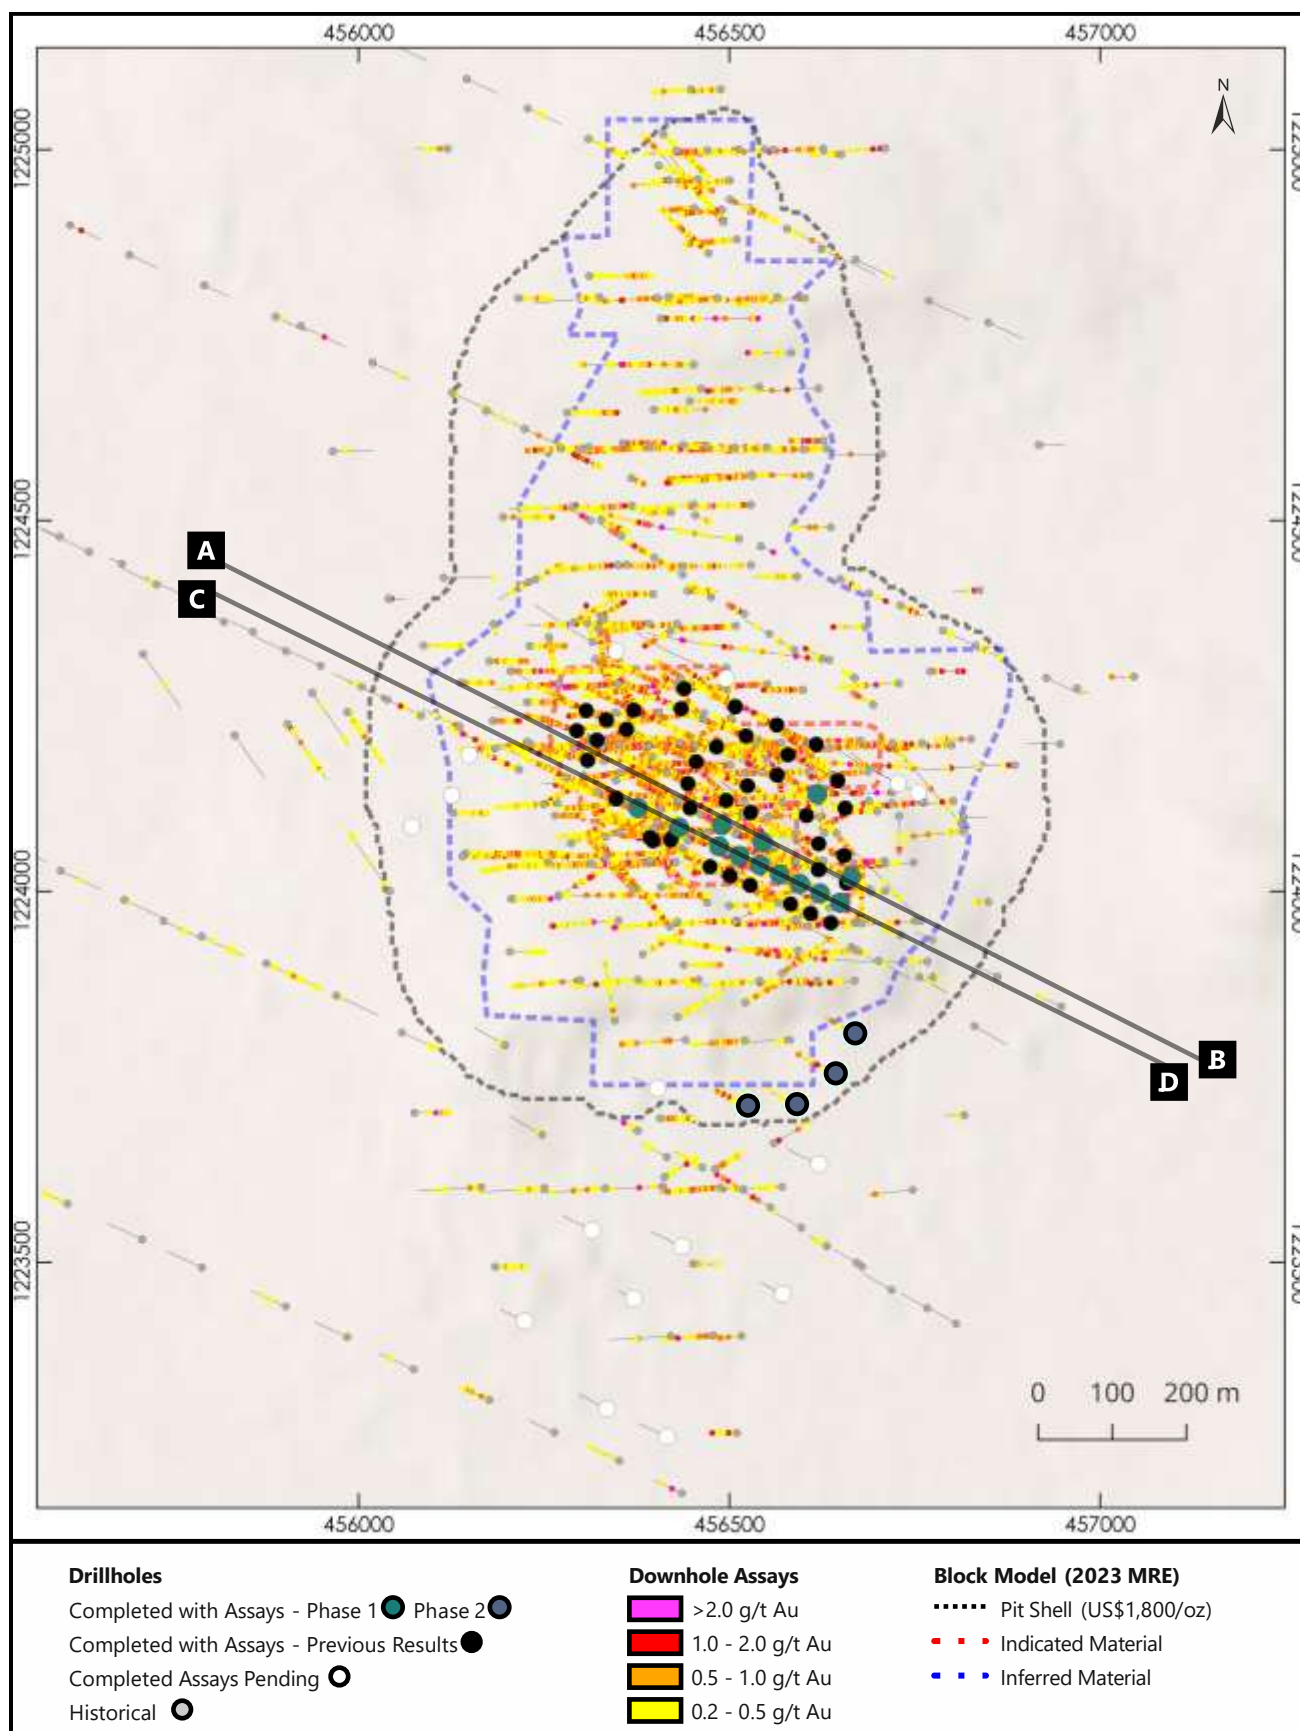 456000 456500 457000
N
1225000
1224500
A
C
1224000
B
D
1223500
0 100 200 m
456000 456500 457000
Drillholes
Completed with Assays - Phase 1 Phase 2
Completed with Assays - Previous Results
Completed Assays Pending
Historical
Downhole Assays
>2.0 g/t Au
1.0 - 2.0 g/t Au
0.5 - 1.0 g/t Au
0.2 - 0.5 g/t Au
Block Model (2023 MRE)
Pit Shell (US$1,800/oz)
Indicated Material
Inferred Material